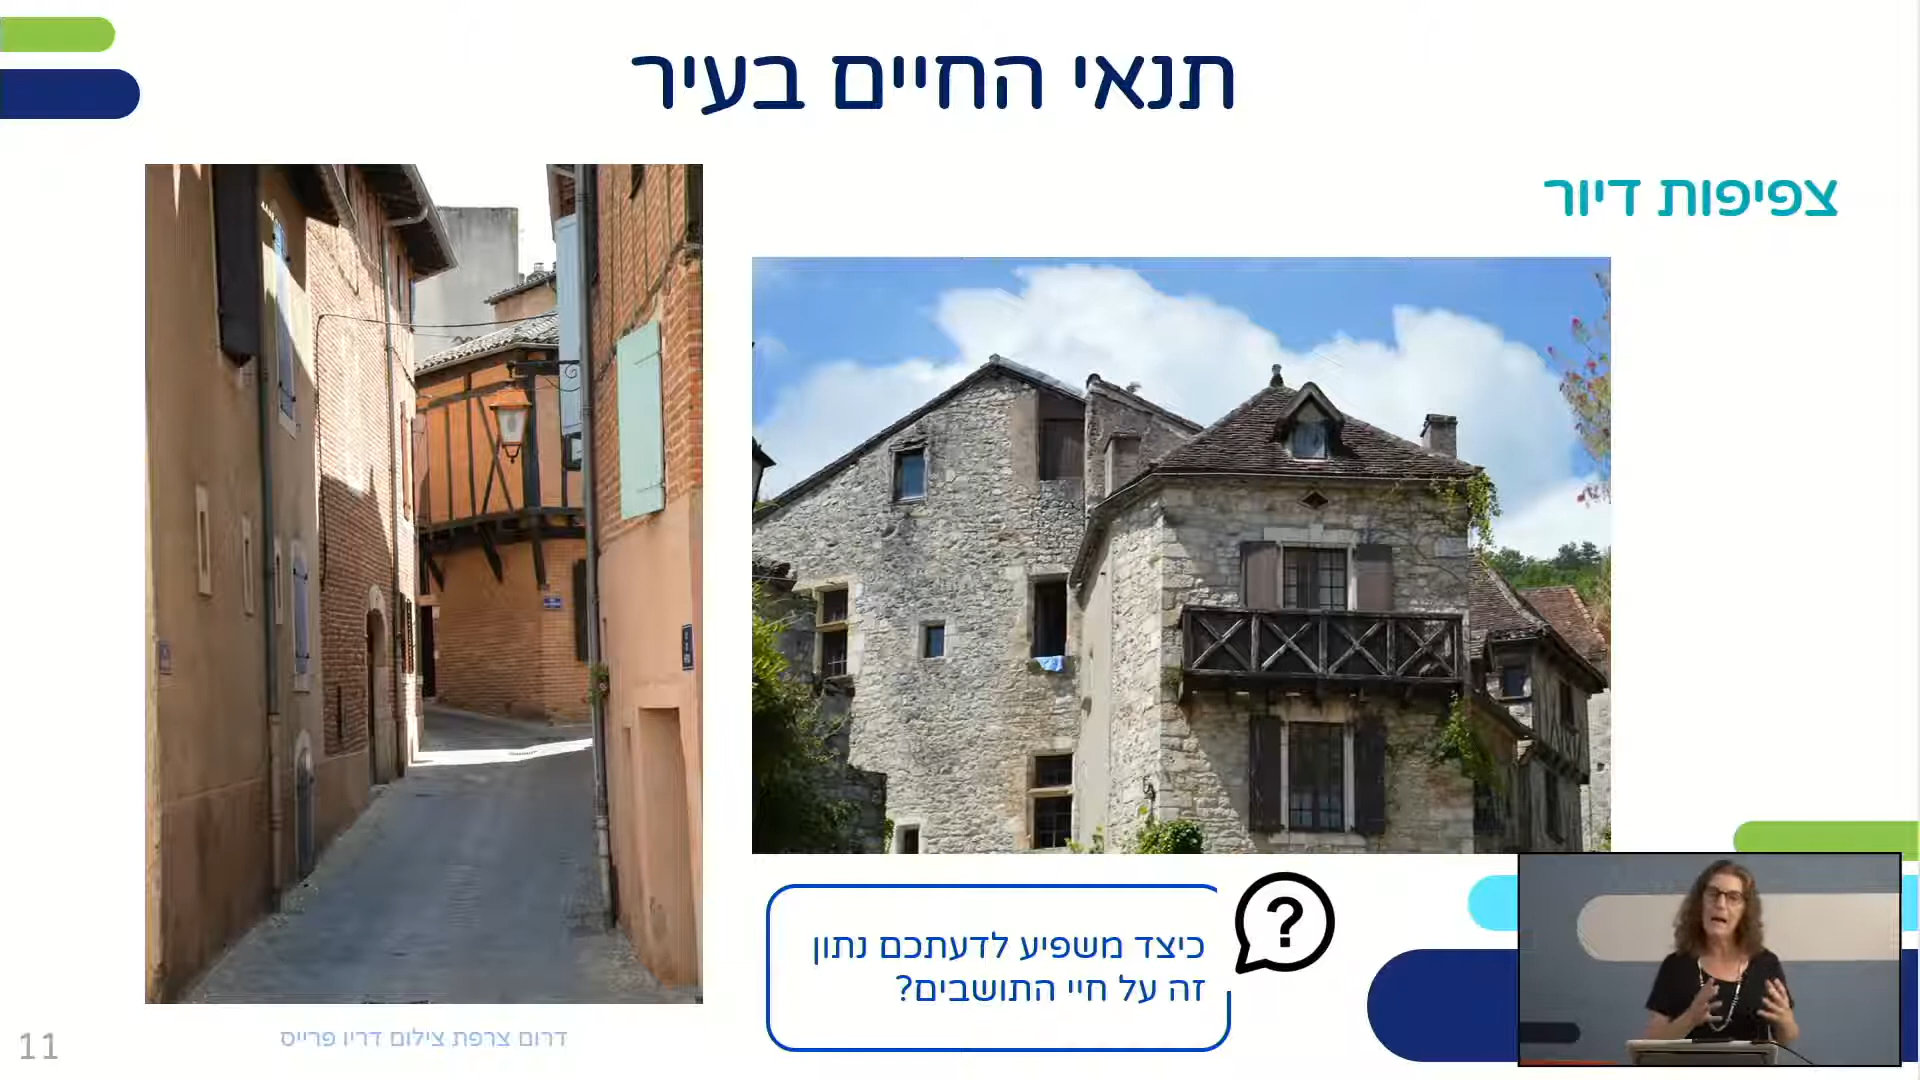 תנאי החיים בעיר
צפיפות דיור
כיצד משפיע לדעתכם נתון
זה על חיי התושבים?
דרום צרפת צילום דריו פרייס
11